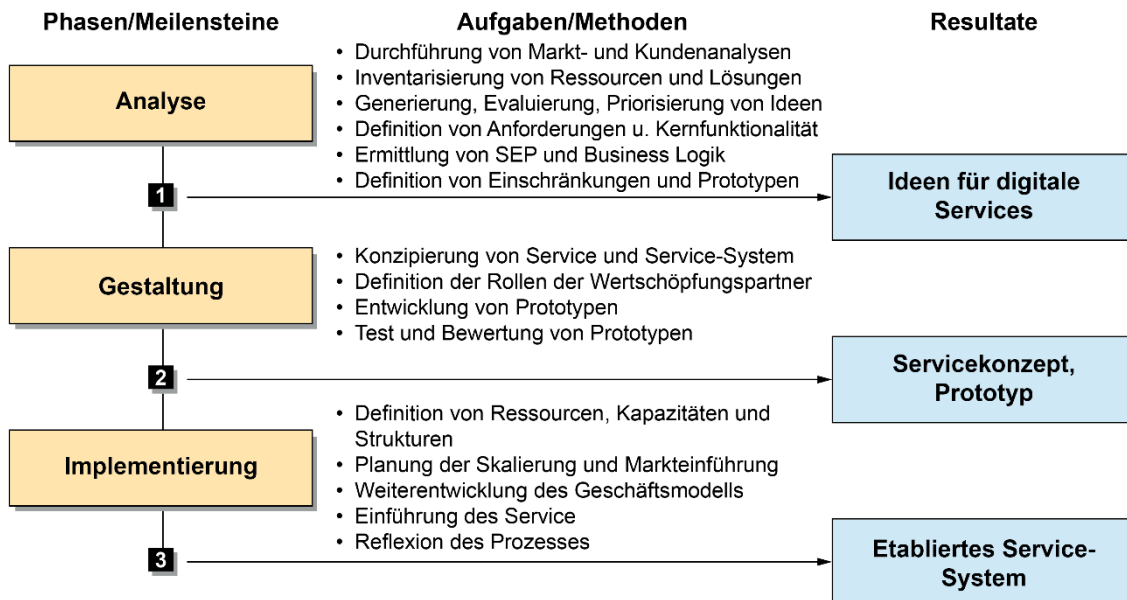 Phasen/Meilensteine
Aufgaben/Methoden
Resultate
Analyse
• Durchführung von Markt- und Kundenanalysen
• Inventarisierung von Ressourcen und Lösungen
• Generierung, Evaluierung, Priorisierung von Ideen
• Definition von Anforderungen u. Kernfunktionalität
• Ermittlung von SEP und Business Logik
• Definition von Einschränkungen und Prototypen
1
Ideen für digitale
Services
Gestaltung
• Konzipierung von Service und Service-System
• Definition der Rollen der Wertschöpfungspartner
• Entwicklung von Prototypen
• Test und Bewertung von Prototypen
2
Servicekonzept,
Prototyp
Implementierung
• Definition von Ressourcen, Kapazitäten und
Strukturen
• Planung der Skalierung und Markteinführung
• Weiterentwicklung des Geschäftsmodells
• Einführung des Service
• Reflexion des Prozesses
3
Etabliertes Service-
System